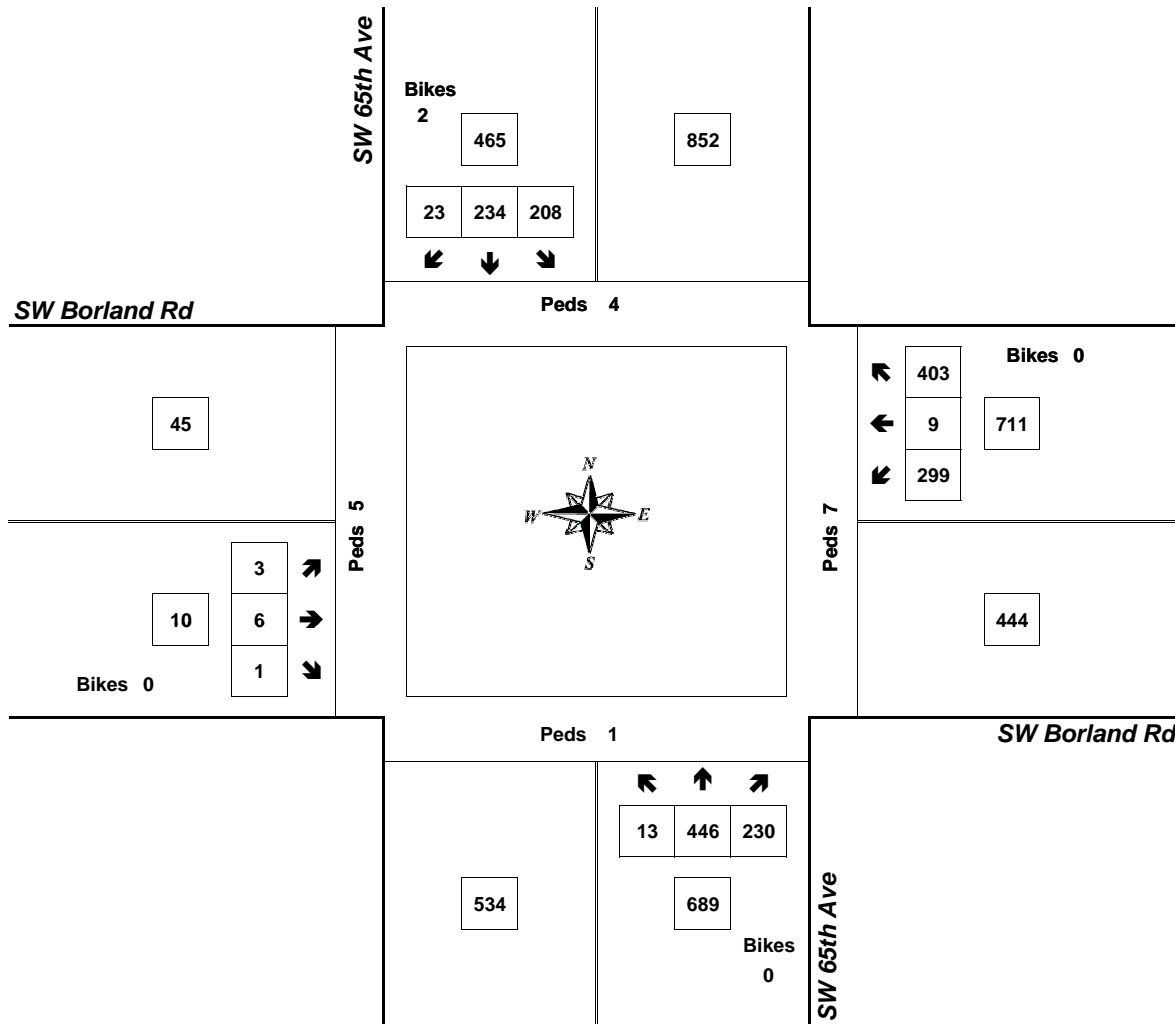 SW 65th Ave
Bikes
2
465
852
23 234 208
Peds 4
SW Borland Rd
403
Bikes 0
45
9
711
299
N
W E
S
Peds 5
Peds 7
3
10
6
444
1
Bikes 0
Peds 1
SW Borland Rd
13 446 230
534
689
Bikes
0
SW 65th Ave